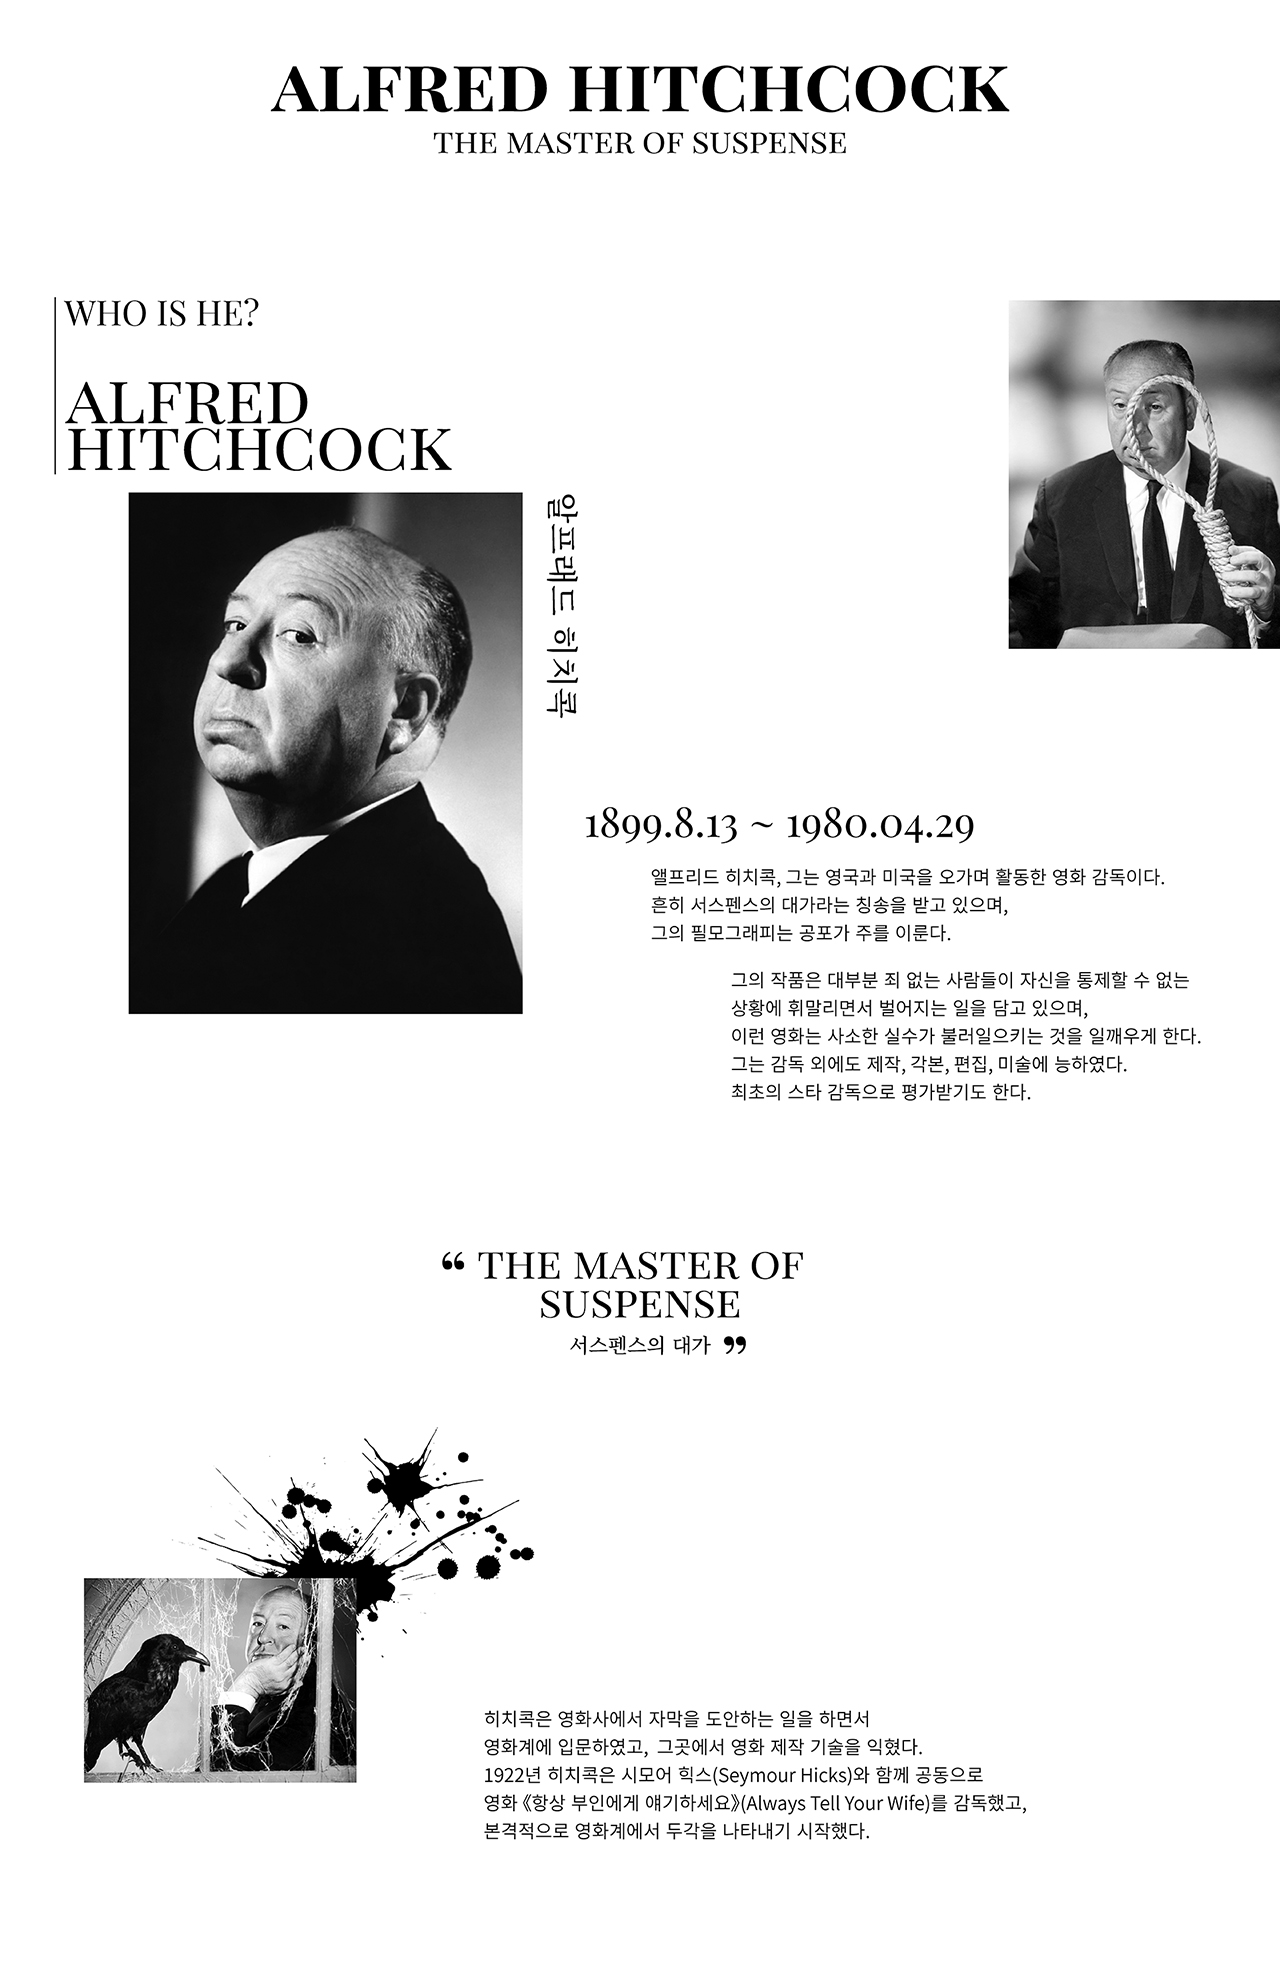 ALFRED HITCHCOCK
THE MASTER OF SUSPENSE
WHO IS HE?
ALFRED
HITCHCOCK
알프레드 히치콕
1899.8.13 ~ 1980.04.29
앨프리드 히치콕, 그는 영국과 미국을 오가며 활동한 영화 감독이다.
흔히 서스펜스의 대가라는 칭송을 받고 있으며,
그의 필모그래피는 공포가 주를 이룬다.
그의 작품은 대부분 죄 없는 사람들이 자신을 통제할 수 없는
상황에 휘말리면서 벌어지는 일을 담고 있으며,
이런 영화는 사소한 실수가 불러일으키는 것을 일깨우게 한다.
그는 감독 외에도 제작, 각본, 편집, 미술에 능하였다.
최초의 스타 감독으로 평가받기도 한다.
“ THE MASTER OF
SUSPENSE
서스펜스의 대가 ”
히치콕은 영화사에서 자막을 도안하는 일을 하면서
영화계에 입문하였고, 그곳에서 영화 제작 기술을 익혔다.
1922년 히치콕은 시모어 힉스(Seymour Hicks)와 함께 공동으로
영화 《항상 부인에게 얘기하세요》(Always Tell Your Wife)를 감독했고,
본격적으로 영화계에서 두각을 나타내기 시작했다.